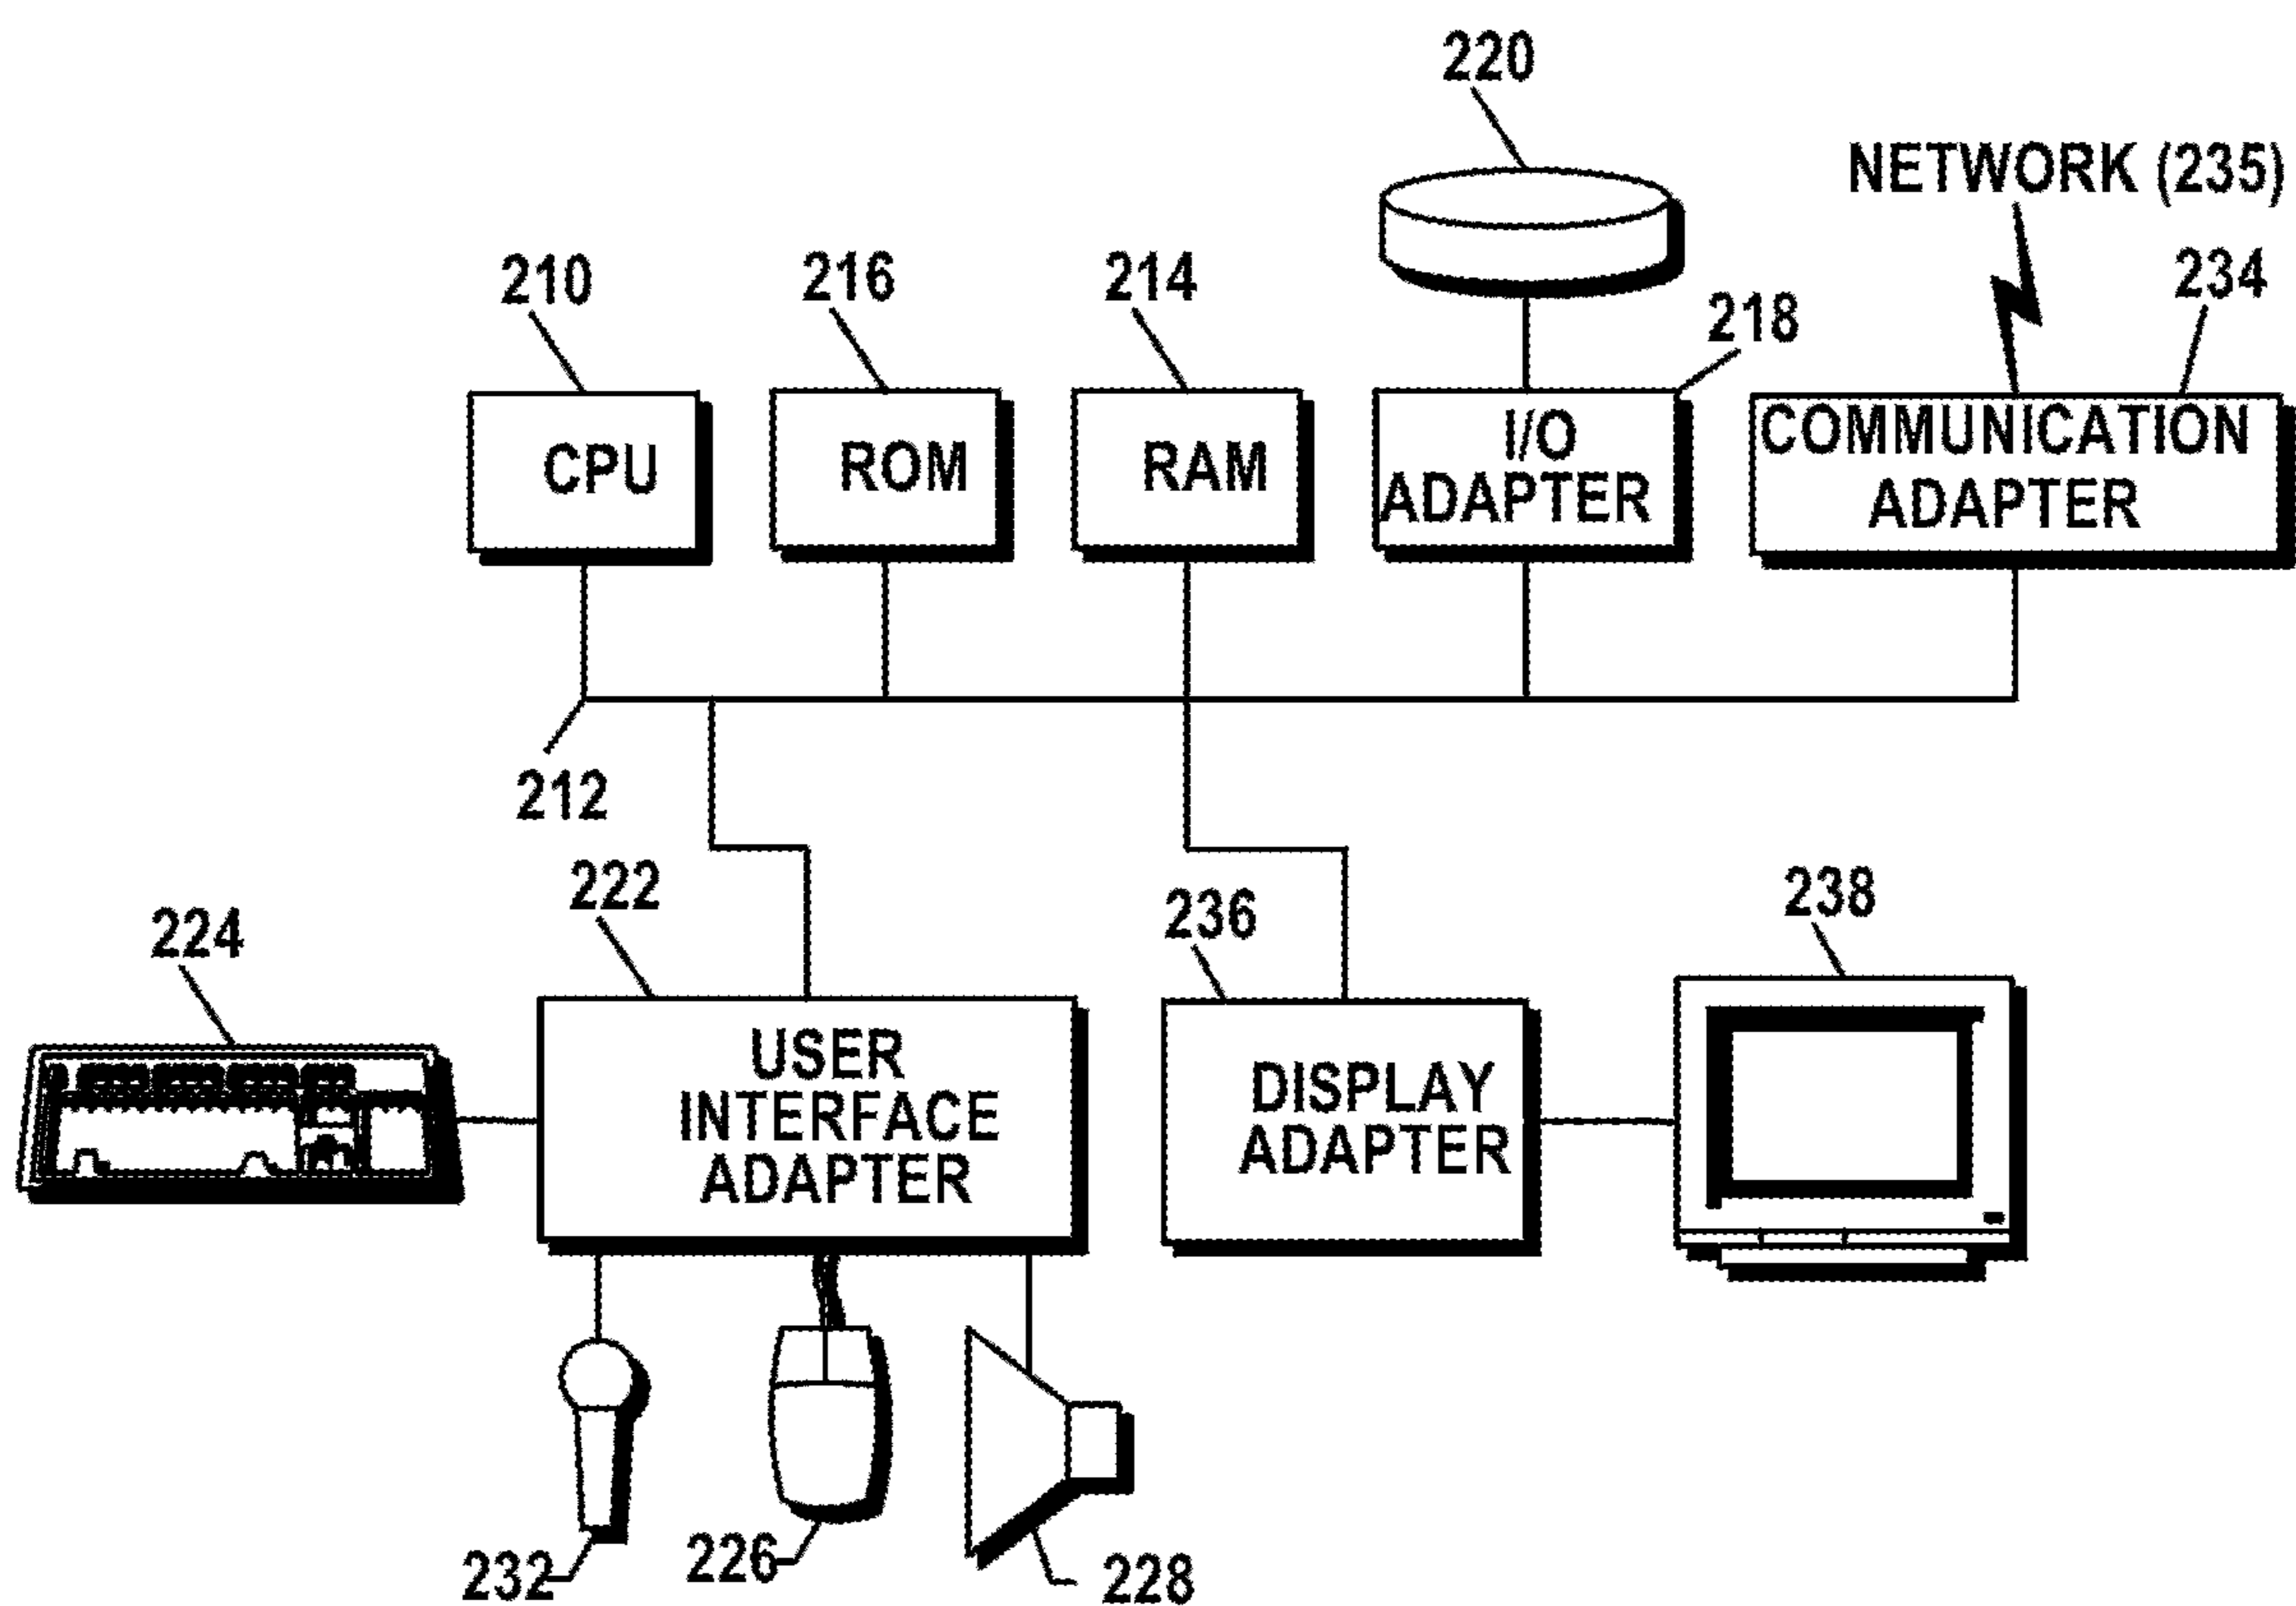 220
NETWORK (235)
210
216
214
218
234
CPU
ROM
RAM
I/O
ADAPTER
COMMUNICATION
ADAPTER
212
222
224
236
238
USER
INTERFACE
ADAPTER
DISPLAY
ADAPTER
232
226
228